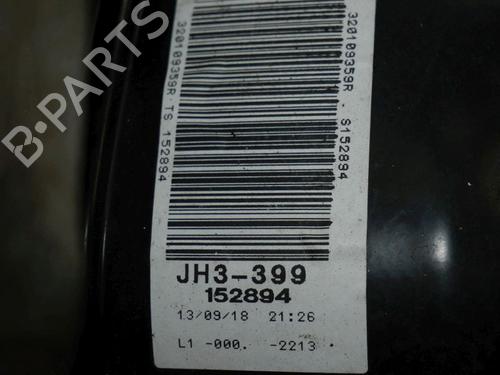 B-PARTS
320109359R TS 152894
320109359R . S152894
JH3-399
152894
13/09/18 21:26
L1 -000. -2213